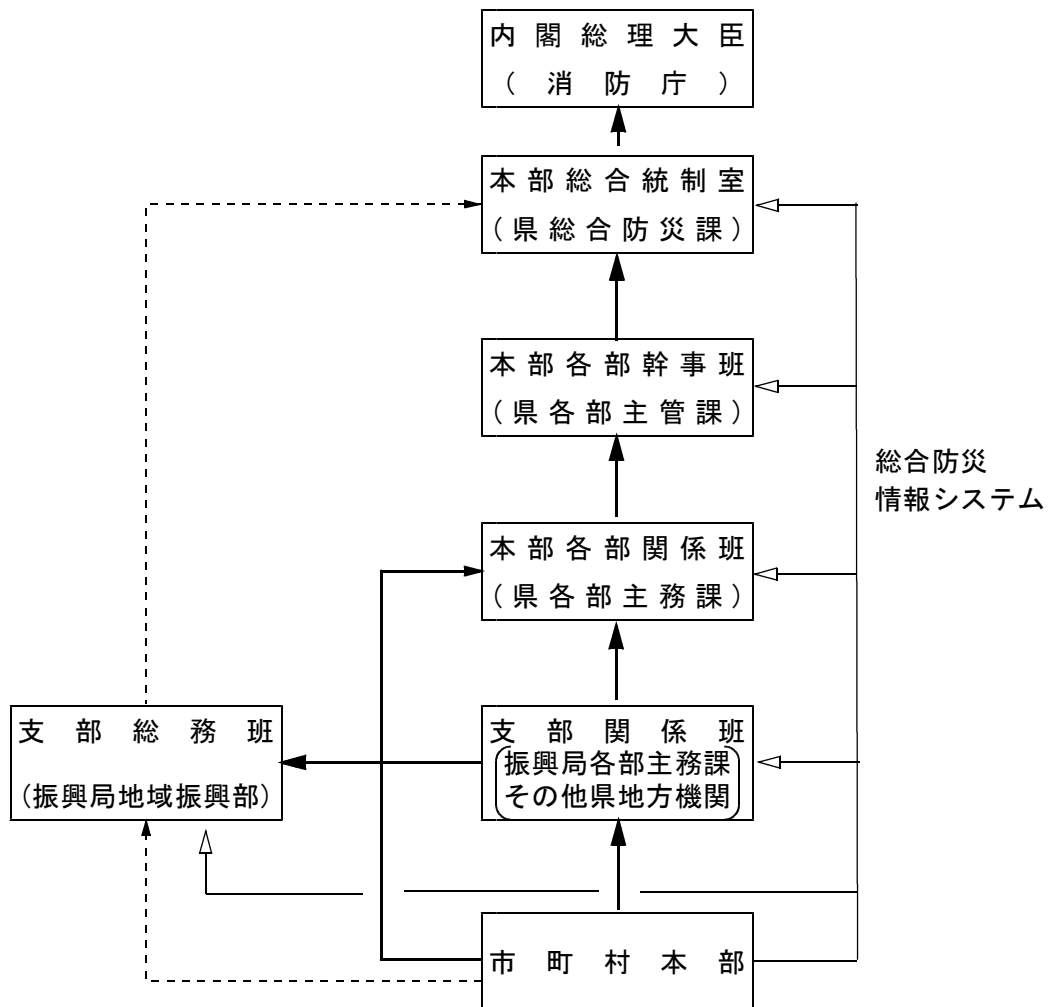 内閣総理大臣
(消防庁)
本部総合統制室
(県総合防災課)
本部各部幹事班
(県各部主管課)
総合防災
情報システム
本部各部関係班
(県各部主務課)
支部総務班
(振興局地域振興部)
支部関係班
(振興局各部主務課
その他県地方機関)
市町村本部